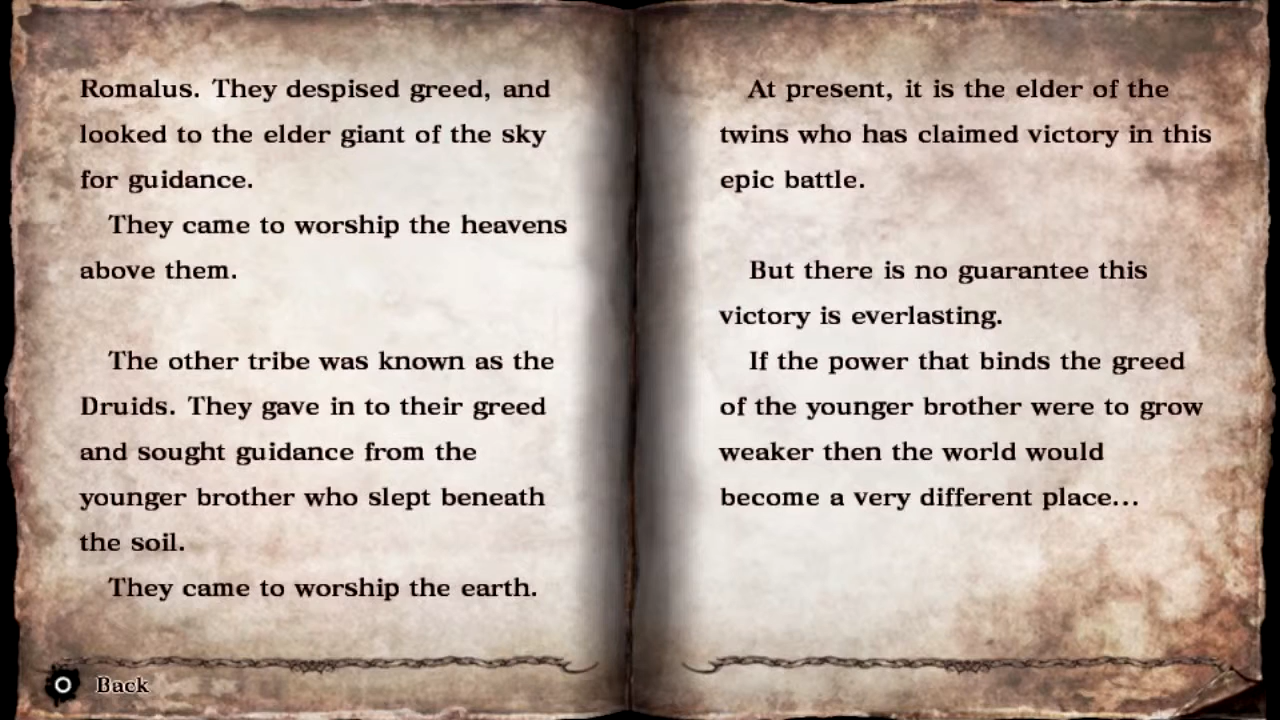 Romalus. They despised greed, and
looked to the elder giant of the sky
for guidance.
They came to worship the heavens
above them.
The other tribe was known as the
Druids. They gave in to their greed
and sought guidance from the
younger brother who slept beneath
the soil.
They came to worship the earth.
At present, it is the elder of the
twins who has claimed victory in this
epic battle.
But there is no guarantee this
victory is everlasting.
If the power that binds the greed
of the younger brother were to grow
weaker then the world would
become a very different place...
Back